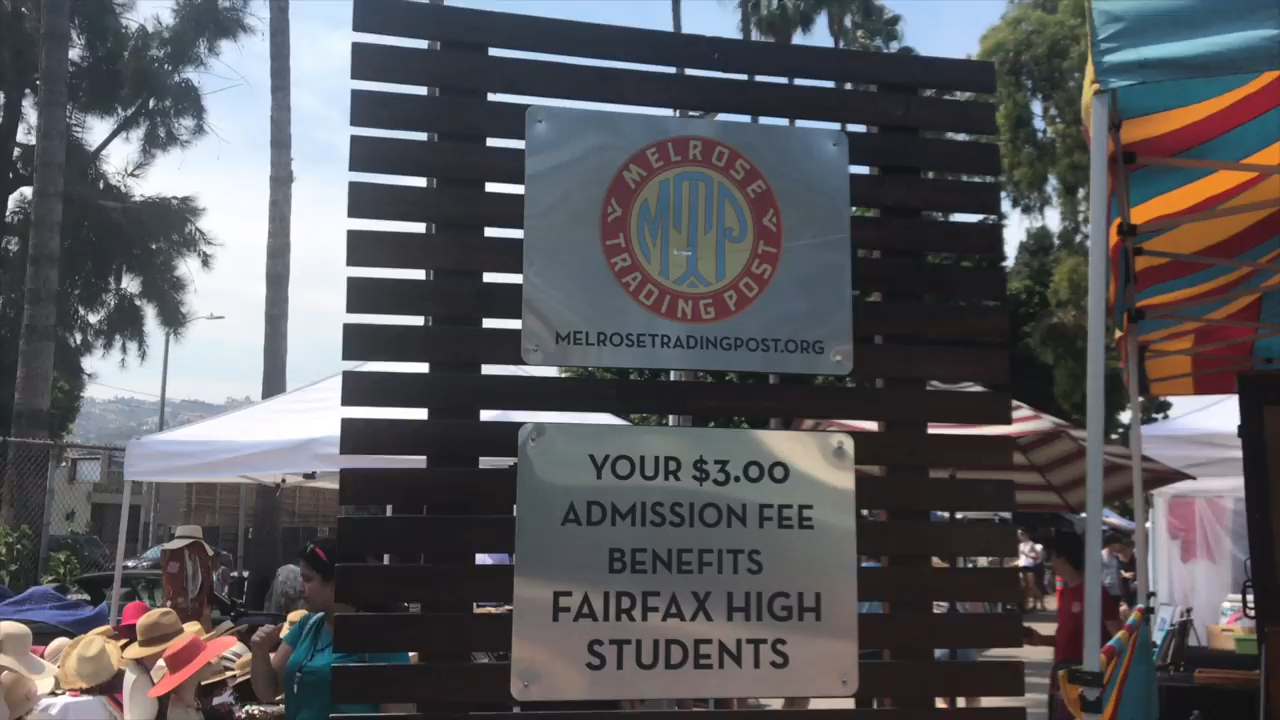 MELROSE
MTP
TRADING POST
MELROSETRADINGPOST.ORG
YOUR $3.00
ADMISSION FEE
BENEFITS
FAIRFAX HIGH
STUDENTS